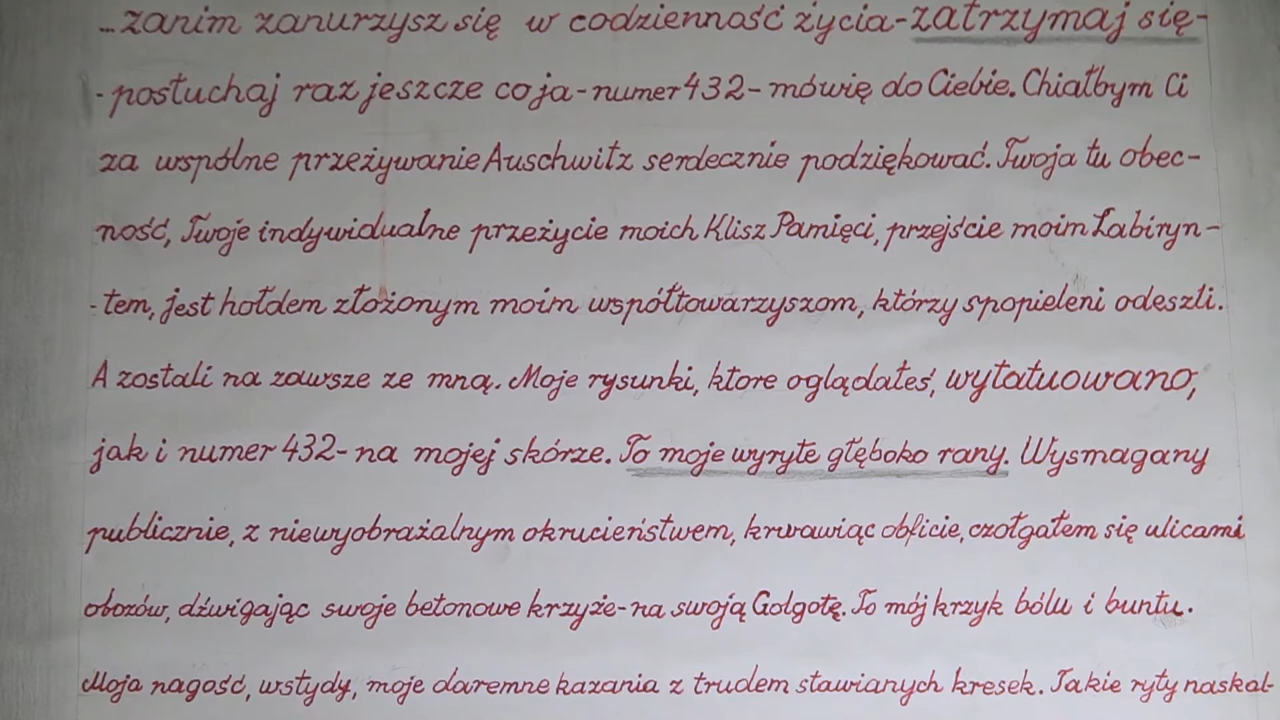 ...zanim zanurzysz się w codzienność życia-zatrzymaj się-
- posłuchaj raz jeszcze co ja-numer 432- mówię do Ciebie. Chiałbym Ci
za wspólne przeżywanie Auschwitz serdecznie podziękować. Twoja tu obec-
ność, Twoje indywidualne przeżycie moich Klisz Pamięci, przejście moim Labiryn-
-tem, jest hołdem złożonym moim współtowarzyszom, którzy spopieleni odeszli.
A zostali na zawsze ze mną. Moje rysunki, ktore oglądałeś, wytatuowano,
jak i numer 432- na mojej skórze. To moje wyryte głęboko rany. Wysmagany
publicznie, z niewyobrażalnym okrucieństwem, krwawiąc obficie, czołgałem się ulicami
obozów, dźwigając swoje betonowe krzyże-na swoją Golgotę. To mój krzyk bólu i buntu.
Moja nagość, wstydy, moje daremne kazania z trudem stawianych kresek. Takie ryty naskal-